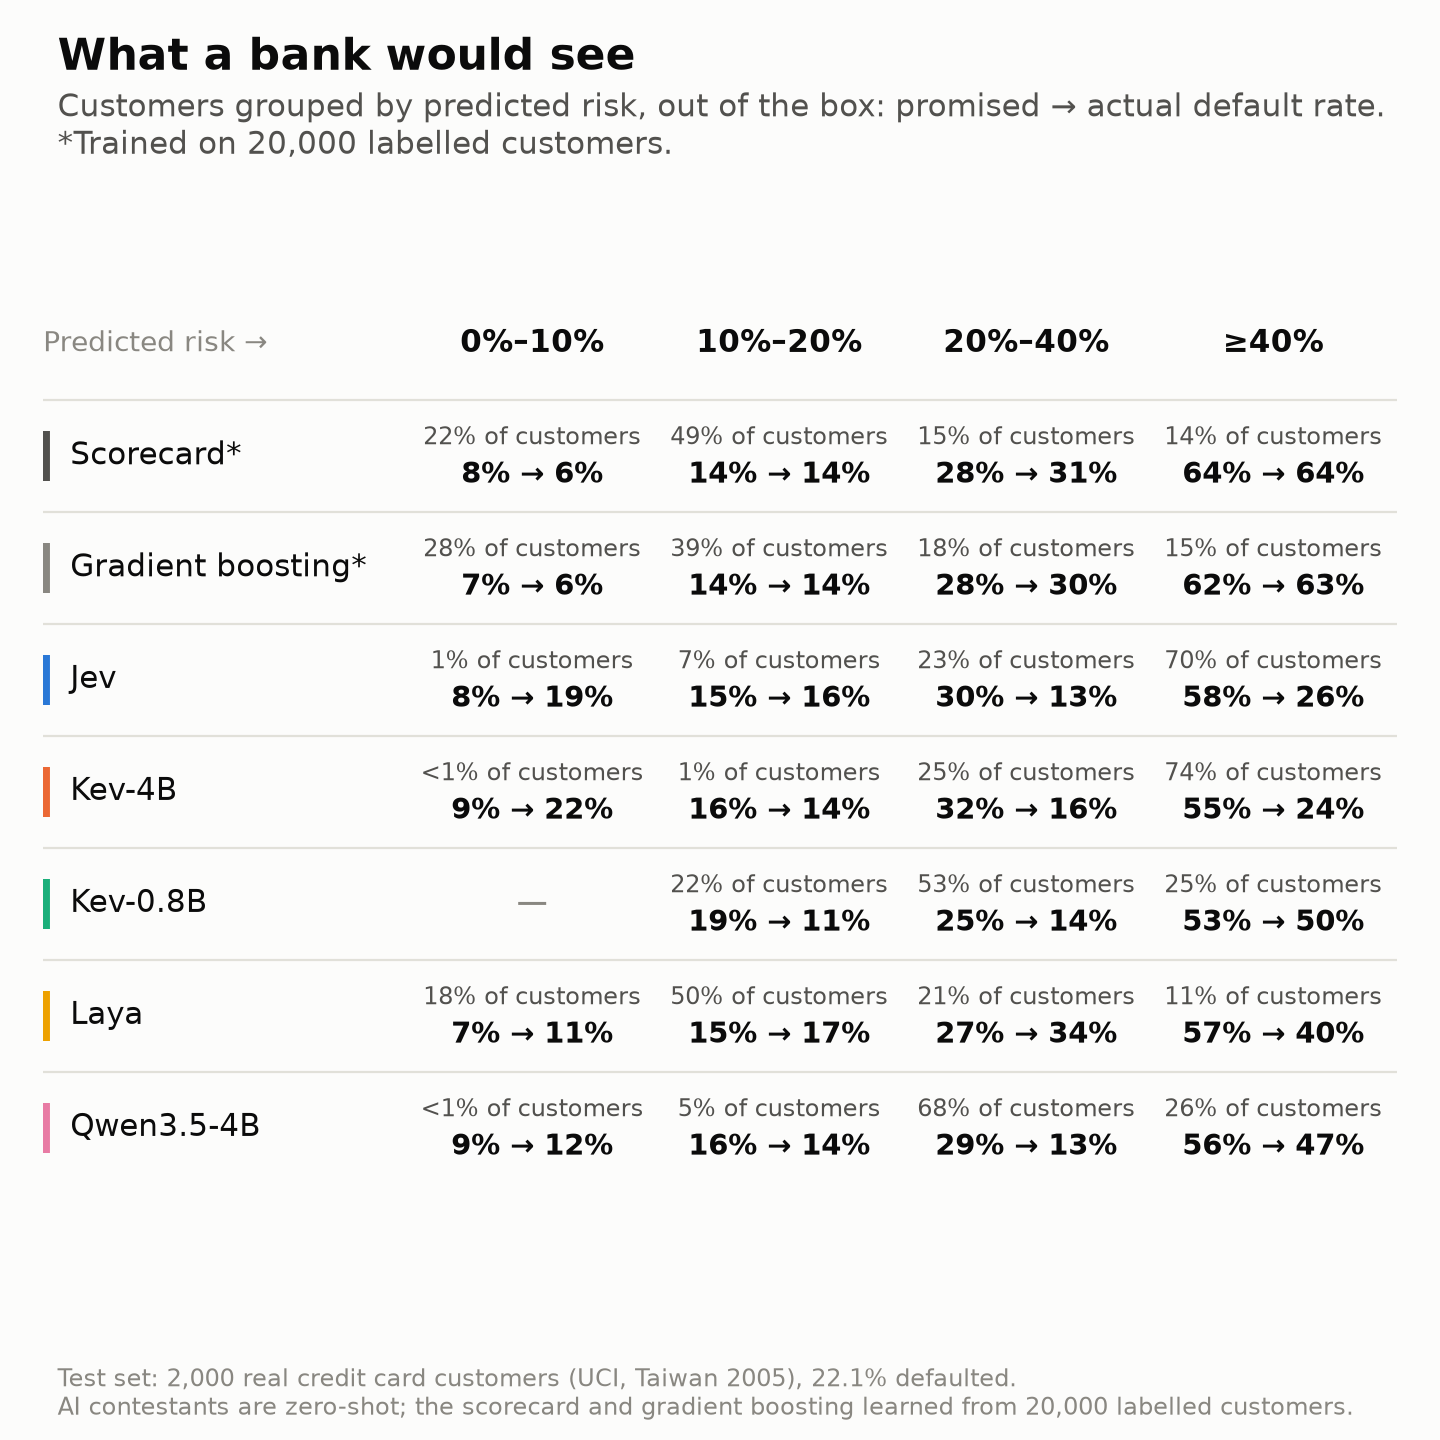 What a bank would see
Customers grouped by predicted risk, out of the box: promised → actual default rate.
*Trained on 20,000 labelled customers.
Predicted risk → 0%–10% 10%–20% 20%–40% ≥40%
22% of customers 49% of customers 15% of customers 14% of customers
Scorecard* 8% → 6% 14% → 14% 28% → 31% 64% → 64%
28% of customers 39% of customers 18% of customers 15% of customers
Gradient boosting* 7% → 6% 14% → 14% 28% → 30% 62% → 63%
1% of customers 7% of customers 23% of customers 70% of customers
Jev 8% → 19% 15% → 16% 30% → 13% 58% → 26%
<1% of customers 1% of customers 25% of customers 74% of customers
Kev-4B 9% → 22% 16% → 14% 32% → 16% 55% → 24%
22% of customers 53% of customers 25% of customers
Kev-0.8B — 19% → 11% 25% → 14% 53% → 50%
18% of customers 50% of customers 21% of customers 11% of customers
Laya 7% → 11% 15% → 17% 27% → 34% 57% → 40%
<1% of customers 5% of customers 68% of customers 26% of customers
Qwen3.5-4B 9% → 12% 16% → 14% 29% → 13% 56% → 47%
Test set: 2,000 real credit card customers (UCI, Taiwan 2005), 22.1% defaulted.
AI contestants are zero-shot; the scorecard and gradient boosting learned from 20,000 labelled customers.